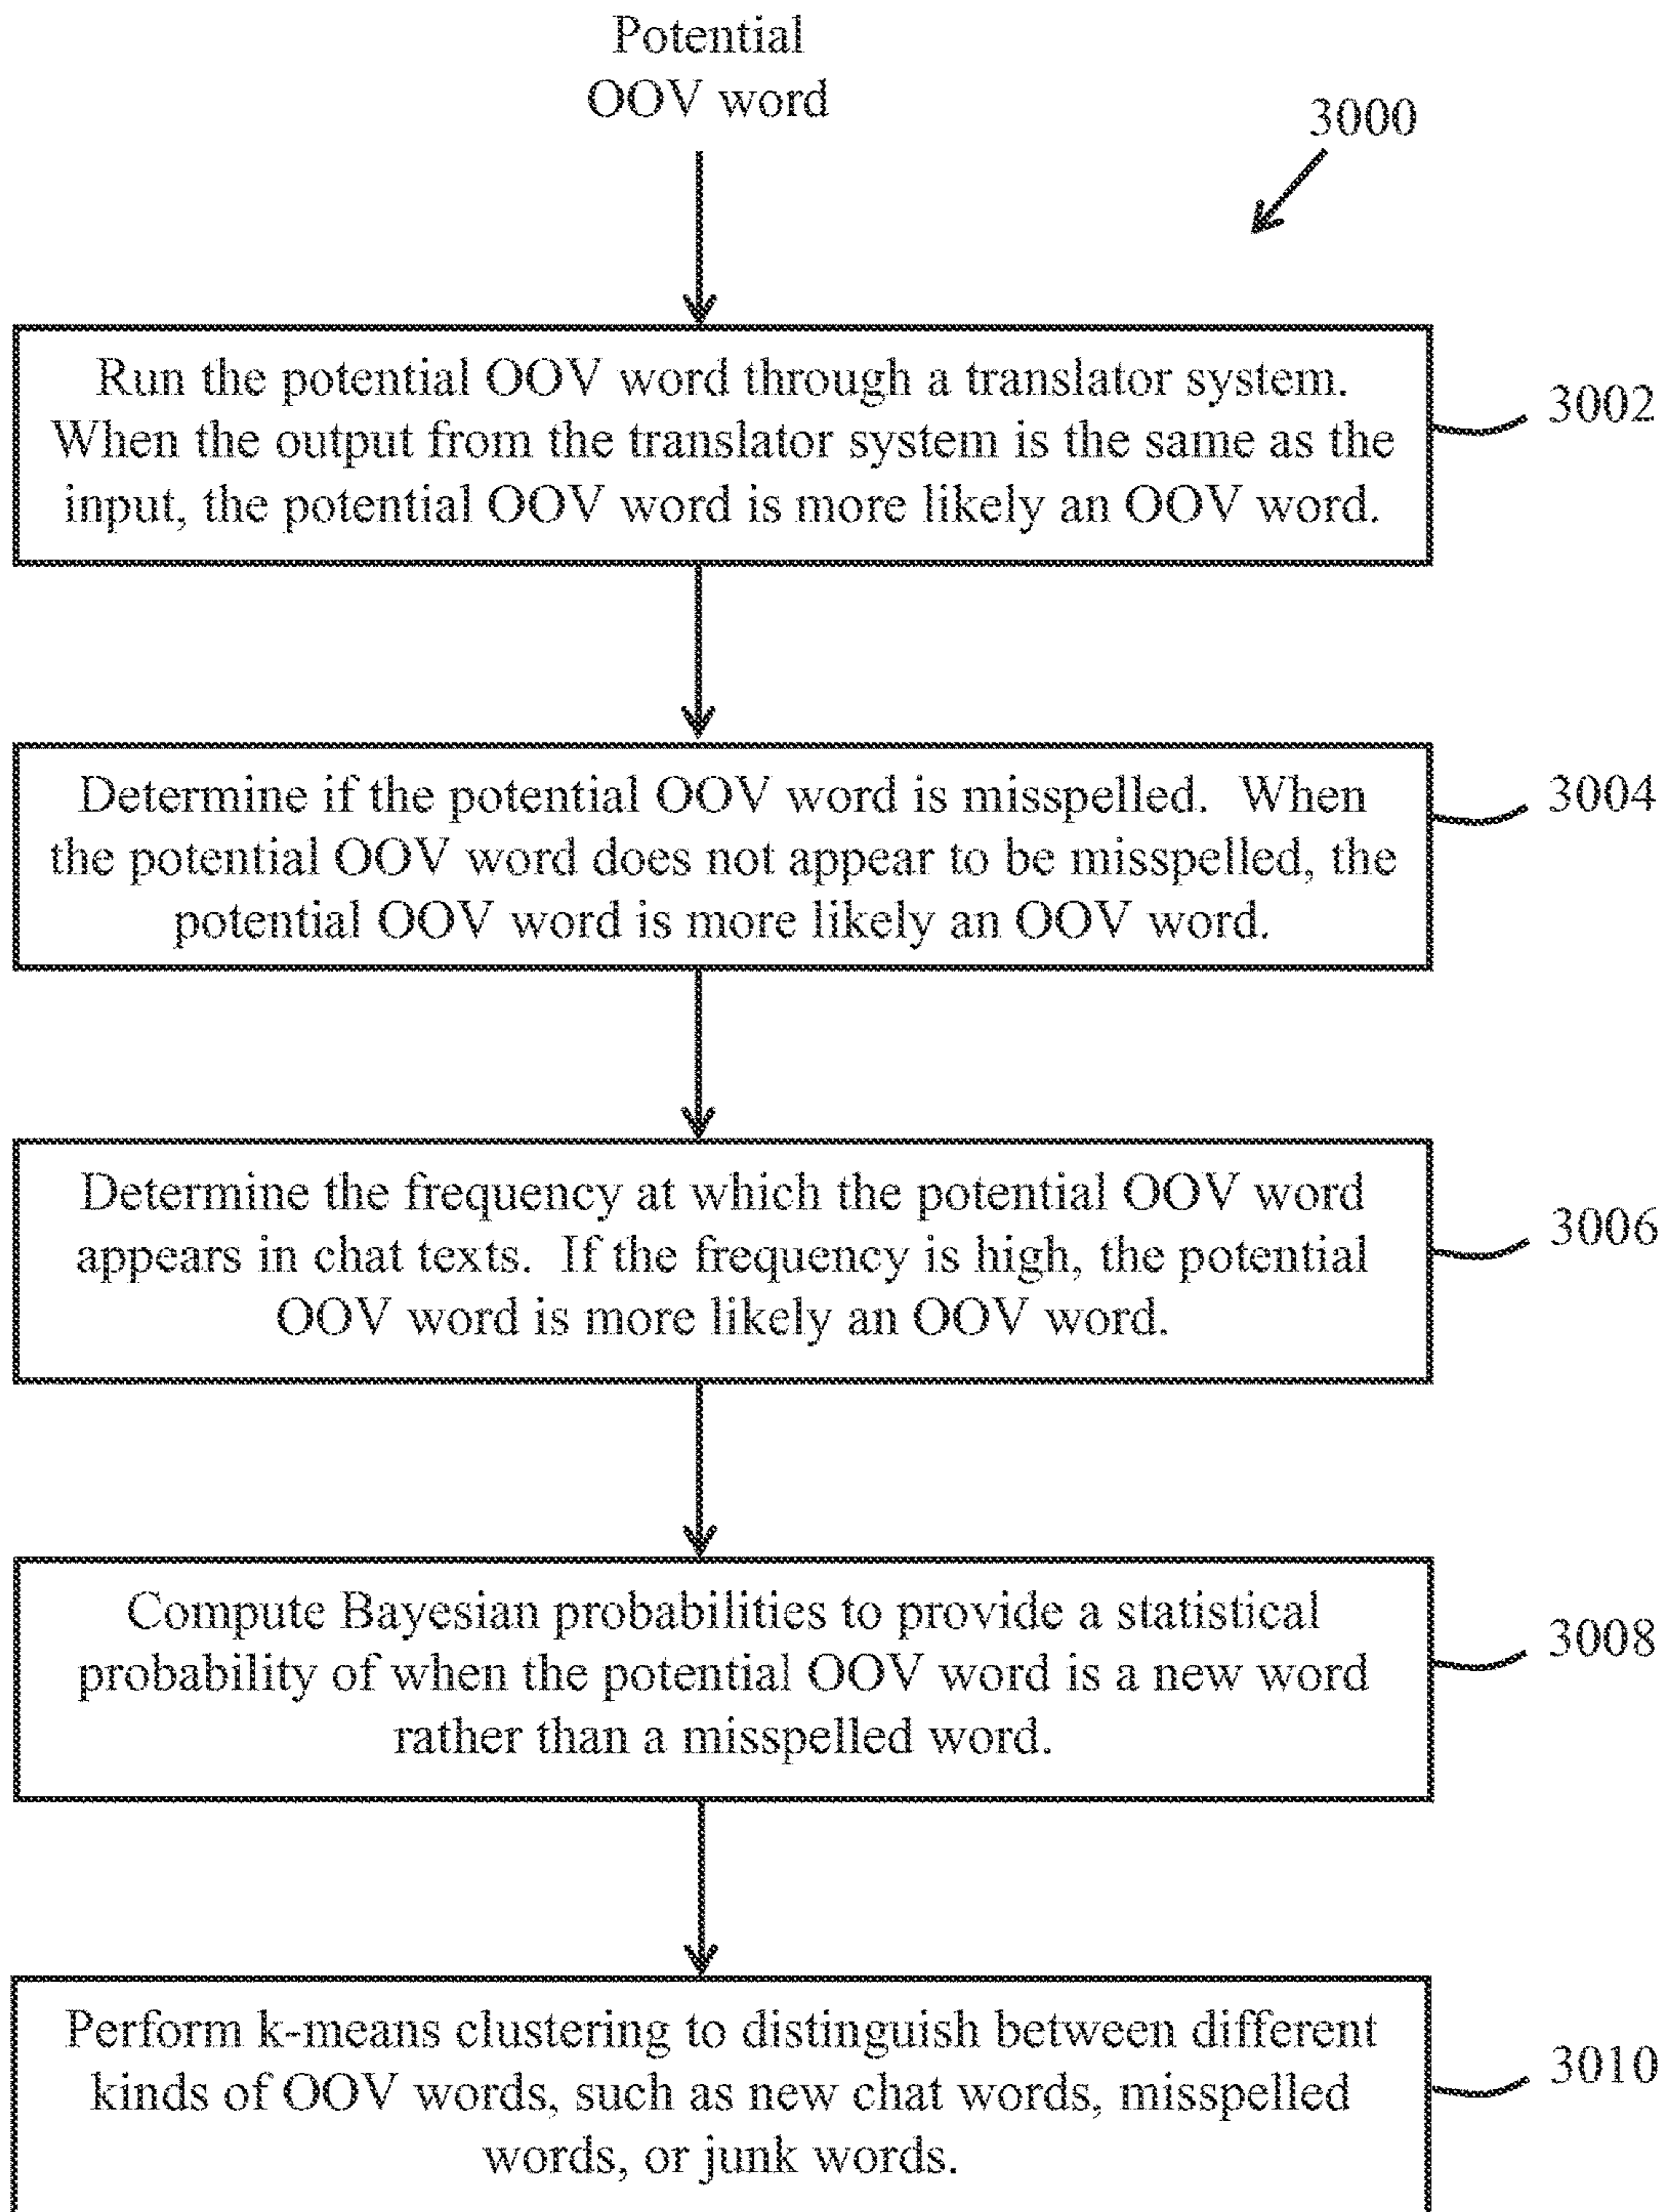 Potential
OOV word
3000
Run the potential OOV word through a translator system.
When the output from the translator system is the same as the
input, the potential OOV word is more likely an OOV word.
3002
Determine if the potential OOV word is misspelled. When
the potential OOV word does not appear to be misspelled, the
potential OOV word is more likely an OOV word.
3004
Determine the frequency at which the potential OOV word
appears in chat texts. If the frequency is high, the potential
OOV word is more likely an OOV word.
3006
Compute Bayesian probabilities to provide a statistical
probability of when the potential OOV word is a new word
rather than a misspelled word.
3008
Perform k-means clustering to distinguish between different
kinds of OOV words, such as new chat words, misspelled
words, or junk words.
3010